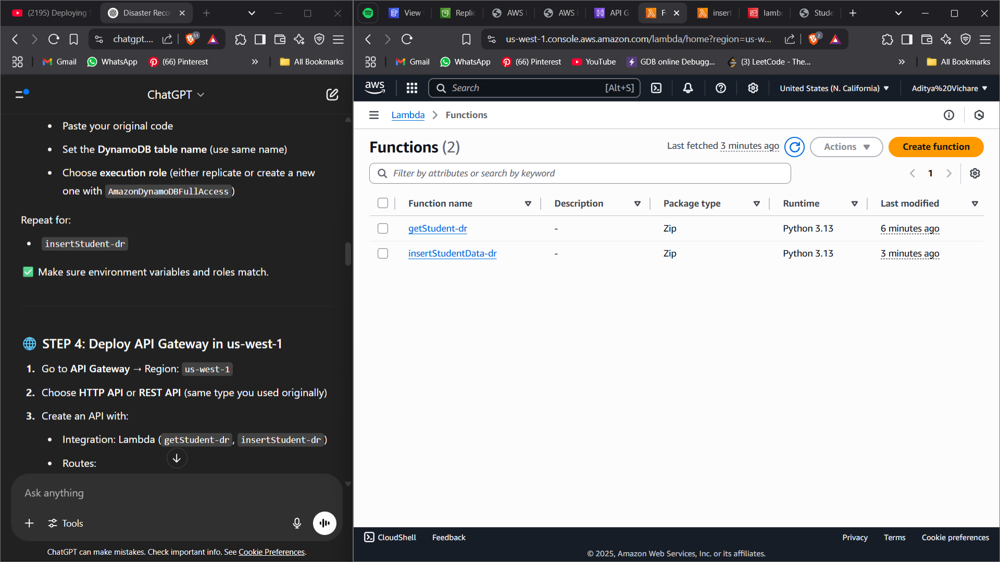 (2195) Deploying
Disaster Reco
chatgpt....
51
Gmail
WhatsApp
(66) Pinterest
All Bookmarks
ChatGPT
Paste your original code
Set the DynamoDB table name (use same name)
Choose execution role (either replicate or create a new
one with AmazonDynamoDBFullAccess)
Repeat for:
insertStudent-dr
Make sure environment variables and roles match.
STEP 4: Deploy API Gateway in us-west-1
1. Go to API Gateway → Region: us-west-1
2. Choose HTTP API or REST API (same type you used originally)
3. Create an API with:
Integration: Lambda (getStudent-dr, insertStudent-dr)
Routes:
Ask anything
Tools
ChatGPT can make mistakes. Check important info. See Cookie Preferences.
View
Replic
AWS
AWS
API G
F
insert
lamb
Stude
us-west-1.console.aws.amazon.com/lambda/home?region=us-w...
2
Gmail
WhatsApp
(66) Pinterest
YouTube
GDB online Debugg...
(3) LeetCode - The...
All Bookmarks
aws
Search
[Alt+S]
United States (N. California)
Aditya%20Vichare
Lambda
Functions
Functions (2)
Last fetched 3 minutes ago
Actions
Create function
Filter by attributes or search by keyword
1
Function name
Description
Package type
Runtime
Last modified
getStudent-dr
-
Zip
Python 3.13
6 minutes ago
insertStudentData-dr
-
Zip
Python 3.13
3 minutes ago
CloudShell
Feedback
Privacy
Terms
Cookie preferences
© 2025, Amazon Web Services, Inc. or its affiliates.